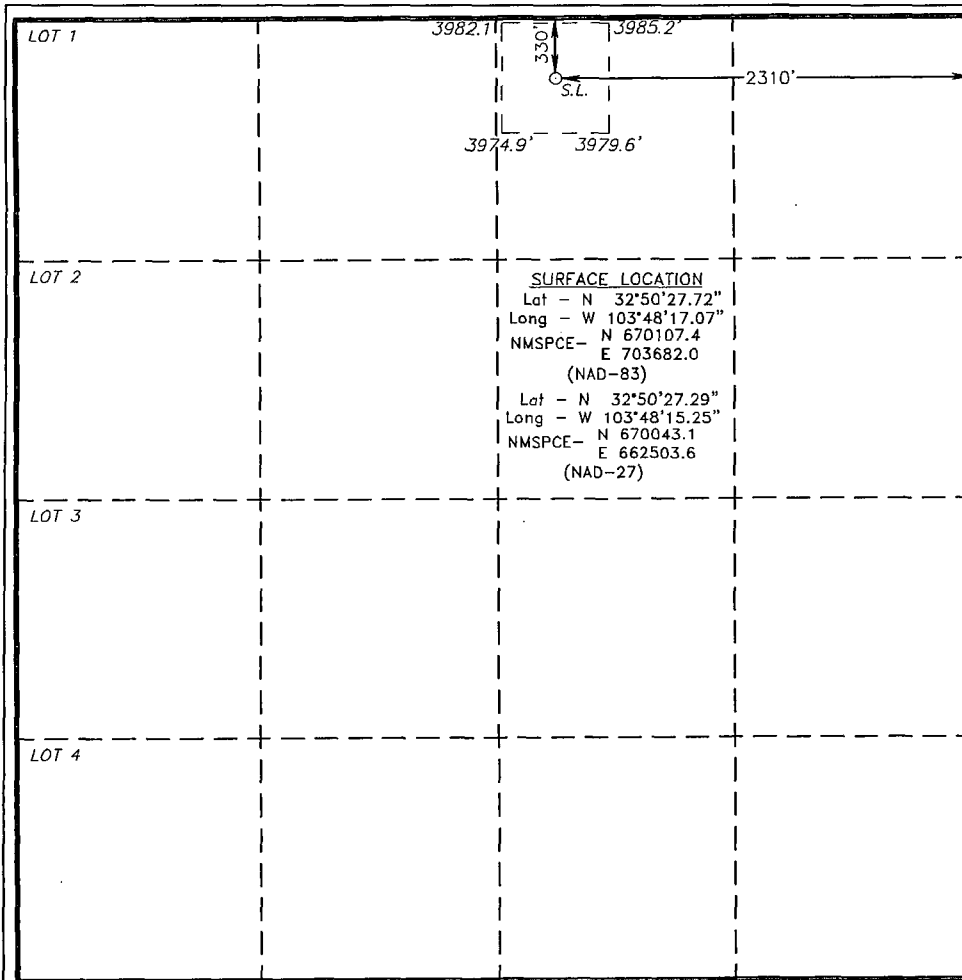 LOT 1
3982.1'
3985.2'
330'
S.L.
2310'
3974.9'
3979.6'
LOT 2
SURFACE LOCATION
Lat - N 32°50'27.72"
Long - W 103°48'17.07"
NMSPCE- N 670107.4
E 703682.0
(NAD-83)
Lat - N 32°50'27.29"
Long - W 103°48'15.25"
NMSPCE- N 670043.1
E 662503.6
(NAD-27)
LOT 3
LOT 4